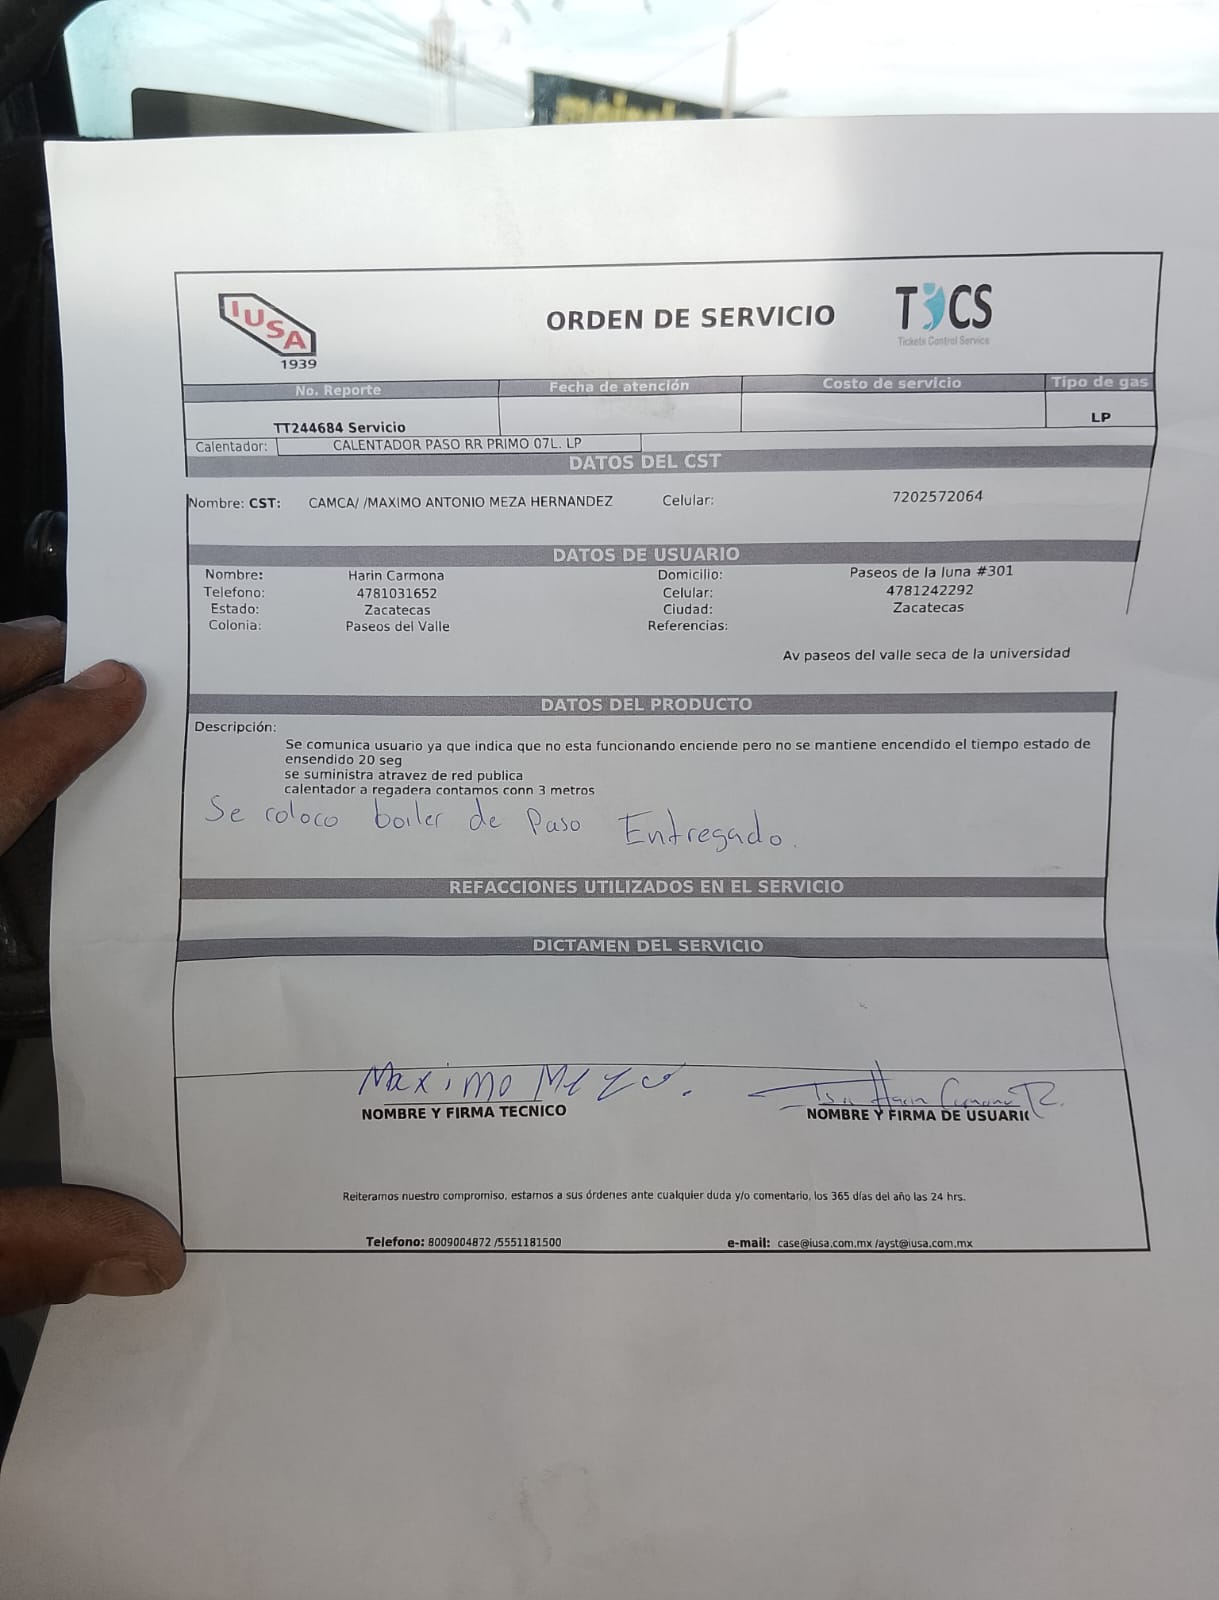 IUSA
1939
ORDEN DE SERVICIO
TCS
Tickets Control Service
No. Reporte Fecha de atención Costo de servicio Tipo de gas
TT244684 Servicio LP
Calentador: CALENTADOR PASO RR PRIMO 07L. LP
DATOS DEL CST
Nombre: CST: CAMCA/ /MAXIMO ANTONIO MEZA HERNANDEZ Celular: 7202572064
DATOS DE USUARIO
Nombre: Harin Carmona Domicilio: Paseos de la luna #301
Telefono: 4781031652 Celular: 4781242292
Estado: Zacatecas Ciudad: Zacatecas
Colonia: Paseos del Valle Referencias:
Av paseos del valle seca de la universidad
DATOS DEL PRODUCTO
Descripción:
Se comunica usuario ya que indica que no esta funcionando enciende pero no se mantiene encendido el tiempo estado de
ensendido 20 seg
se suministra atravez de red publica
calentador a regadera contamos conn 3 metros
Se coloco boiler de Paso Entregado.
REFACCIONES UTILIZADOS EN EL SERVICIO
DICTAMEN DEL SERVICIO
Maximo Meza.
Harin Carmona R.
NOMBRE Y FIRMA TECNICO NOMBRE Y FIRMA DE USUARIO
Reiteramos nuestro compromiso, estamos a sus órdenes ante cualquier duda y/o comentario, los 365 días del año las 24 hrs.
Telefono: 8009004872 /5551181500 e-mail: case@iusa.com.mx /ayst@iusa.com.mx